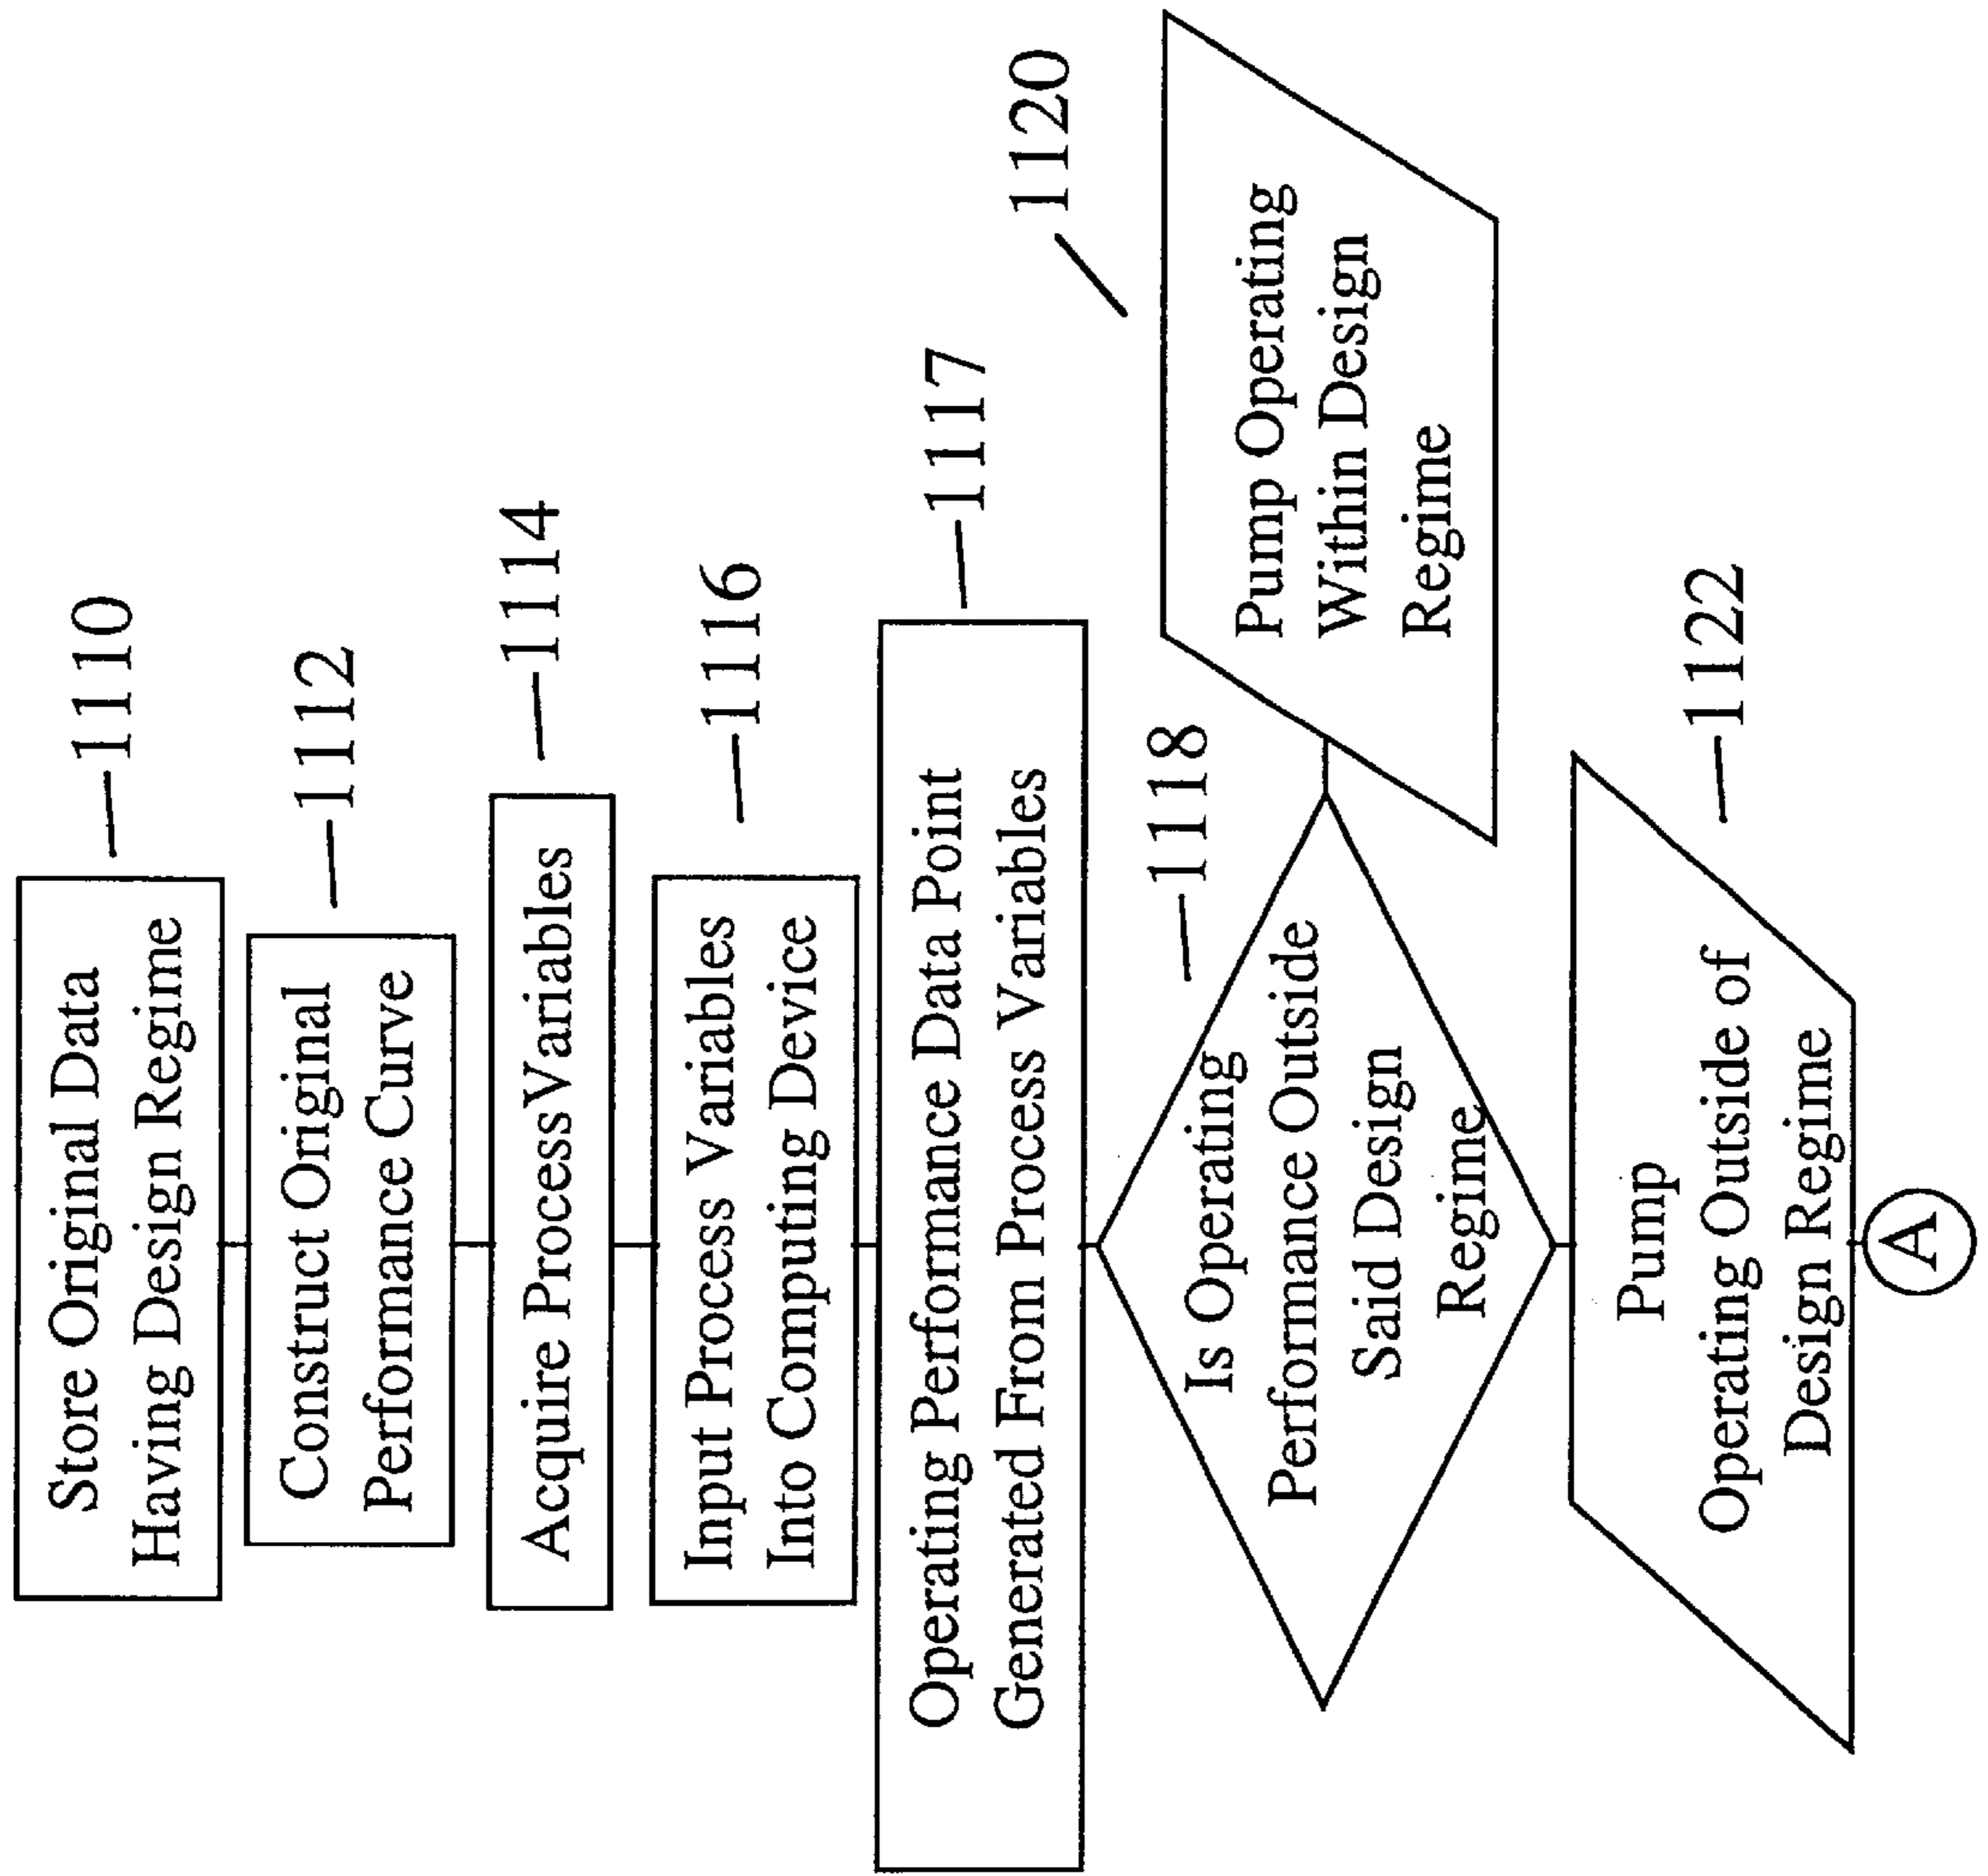 Store Original Data
Having Design Regime
1110
Construct Original
Performance Curve
1112
Acquire Process Variables
1114
Input Process Variables
Into Computing Device
1116
Operating Performance Data Point
Generated From Process Variables
1117
Is Operating
Performance Outside
Said Design
Regime
1118
Pump Operating
Within Design
Regime
1120
Pump
Operating Outside of
Design Regime
1122
A